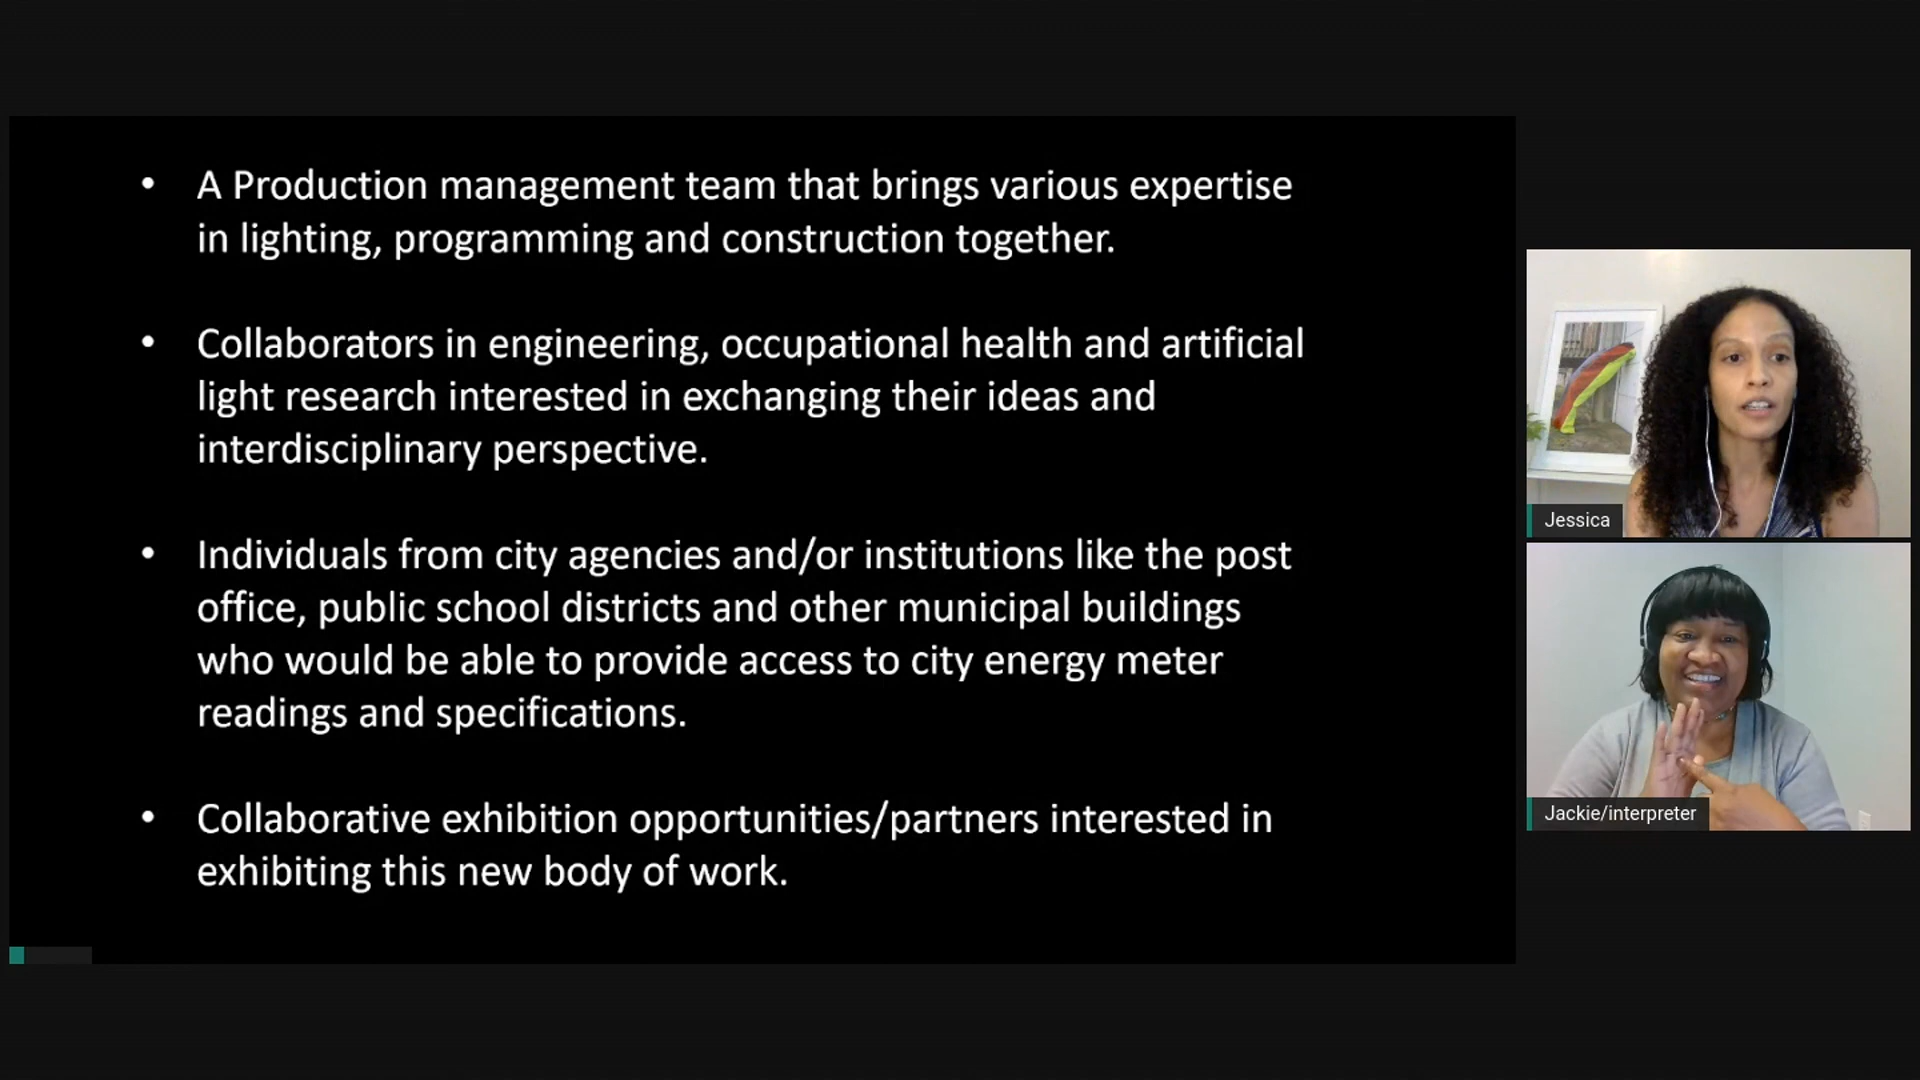 • A Production management team that brings various expertise
in lighting, programming and construction together.
• Collaborators in engineering, occupational health and artificial
light research interested in exchanging their ideas and
interdisciplinary perspective.
• Individuals from city agencies and/or institutions like the post
office, public school districts and other municipal buildings
who would be able to provide access to city energy meter
readings and specifications.
• Collaborative exhibition opportunities/partners interested in
exhibiting this new body of work.
Jessica
Jackie/interpreter